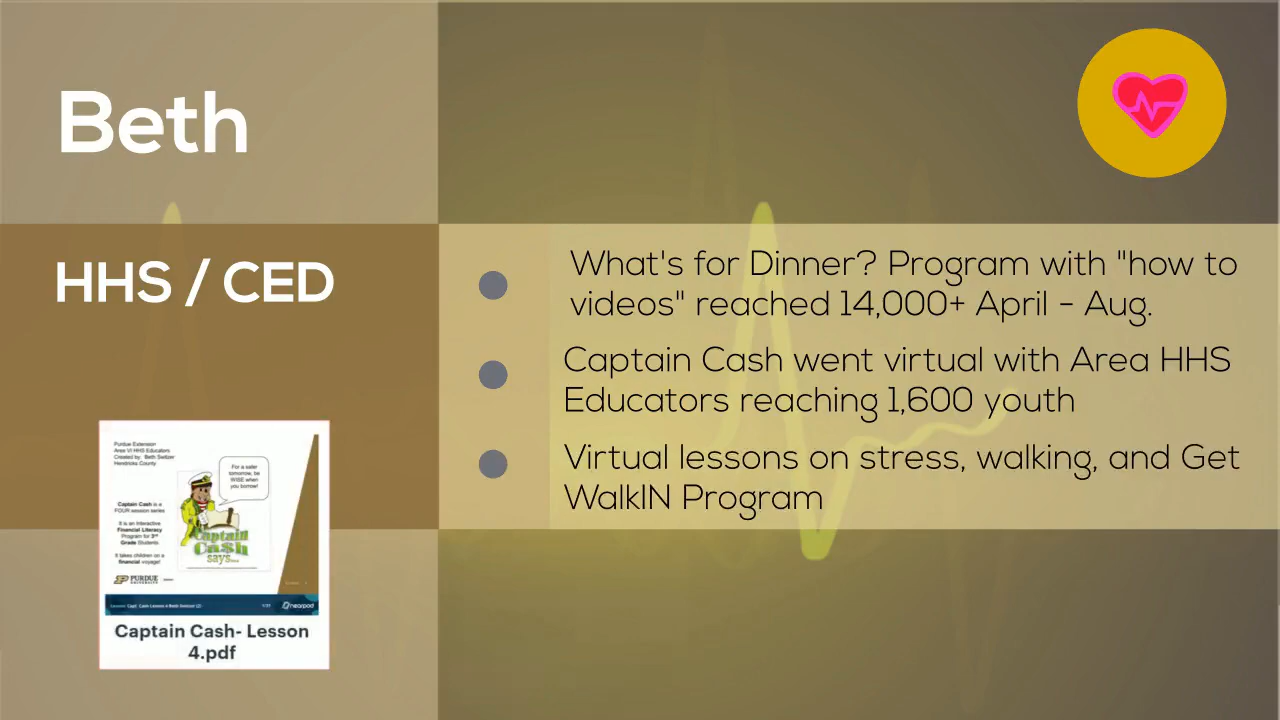 Beth
HHS / CED
What's for Dinner? Program with "how to
videos" reached 14,000+ April - Aug.
Captain Cash went virtual with Area HHS
Educators reaching 1,600 youth
Virtual lessons on stress, walking, and Get
WalkIN Program
Purdue Extension
Area VI HHS Educators
Created by: Beth Switzer
Hendricks County
For a safer
tomorrow, be
WISE when
you borrow!
Captain Cash is a
FOUR session series
It is an Interactive
Financial Literacy
Program for 3rd
Grade Students
It takes children on a
financial voyage!
Captain
Cash
says...
PURDUE
UNIVERSITY
nearpod
Captain Cash- Lesson
4.pdf